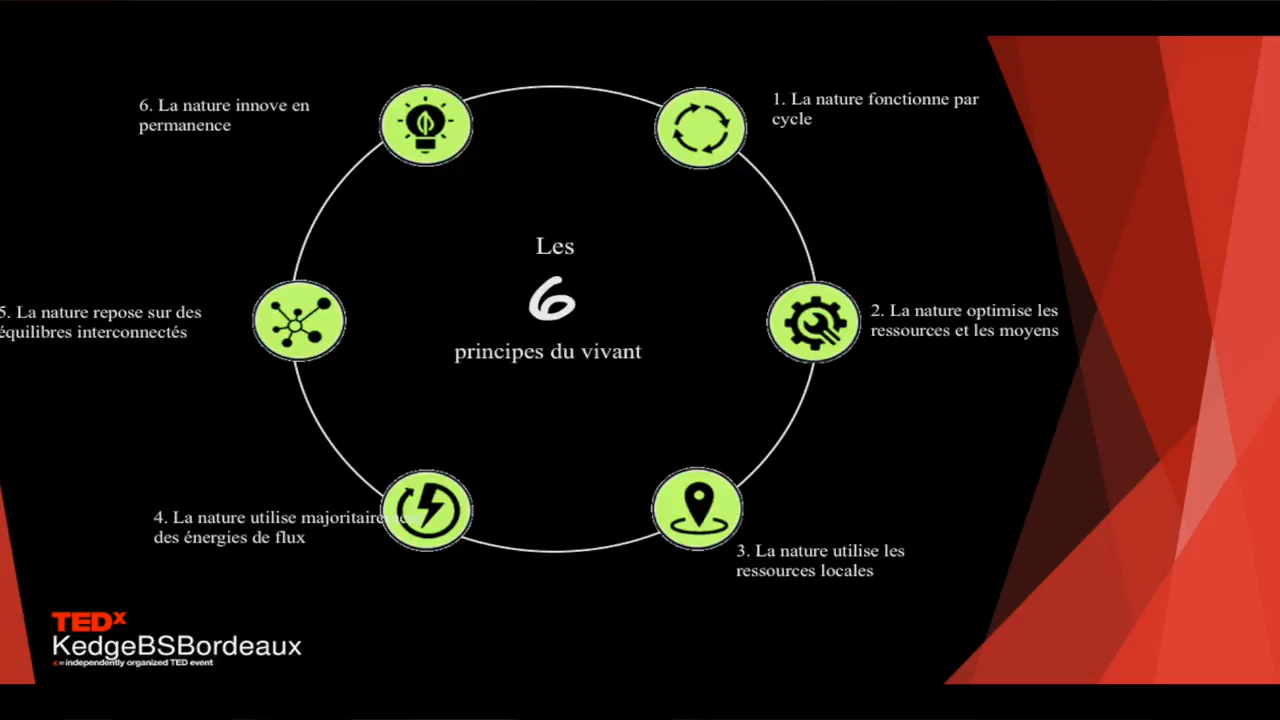 6. La nature innove en
permanence
1. La nature fonctionne par
cycle
Les
6
principes du vivant
5. La nature repose sur des
équilibres interconnectés
2. La nature optimise les
ressources et les moyens
4. La nature utilise majoritairement
des énergies de flux
3. La nature utilise les
ressources locales
TEDx
KedgeBSBordeaux
x = independently organized TED event